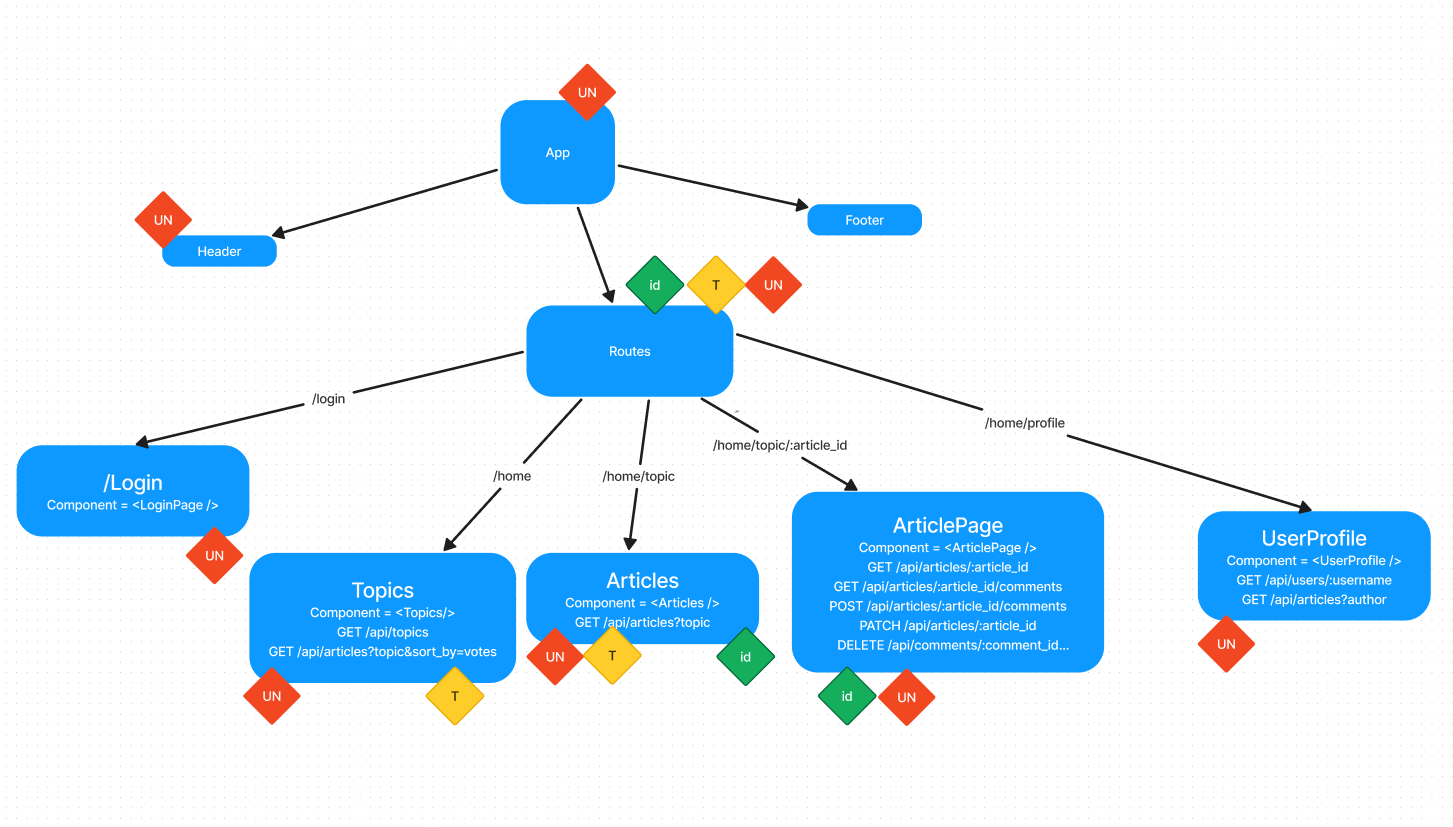 UN
App
UN
Header
Footer
id
T
UN
Routes
/login
/home
/home/topic
/home/topic/:article_id
/home/profile
/Login
Component = <LoginPage />
UN
Topics
Component = <Topics/>
GET /api/topics
GET /api/articles?topic&sort_by=votes
UN
T
Articles
Component = <Articles />
GET /api/articles?topic
UN
T
id
ArticlePage
Component = <ArticlePage />
GET /api/articles/:article_id
GET /api/articles/:article_id/comments
POST /api/articles/:article_id/comments
PATCH /api/articles/:article_id
DELETE /api/comments/:comment_id...
id
UN
UserProfile
Component = <UserProfile />
GET /api/users/:username
GET /api/articles?author
UN